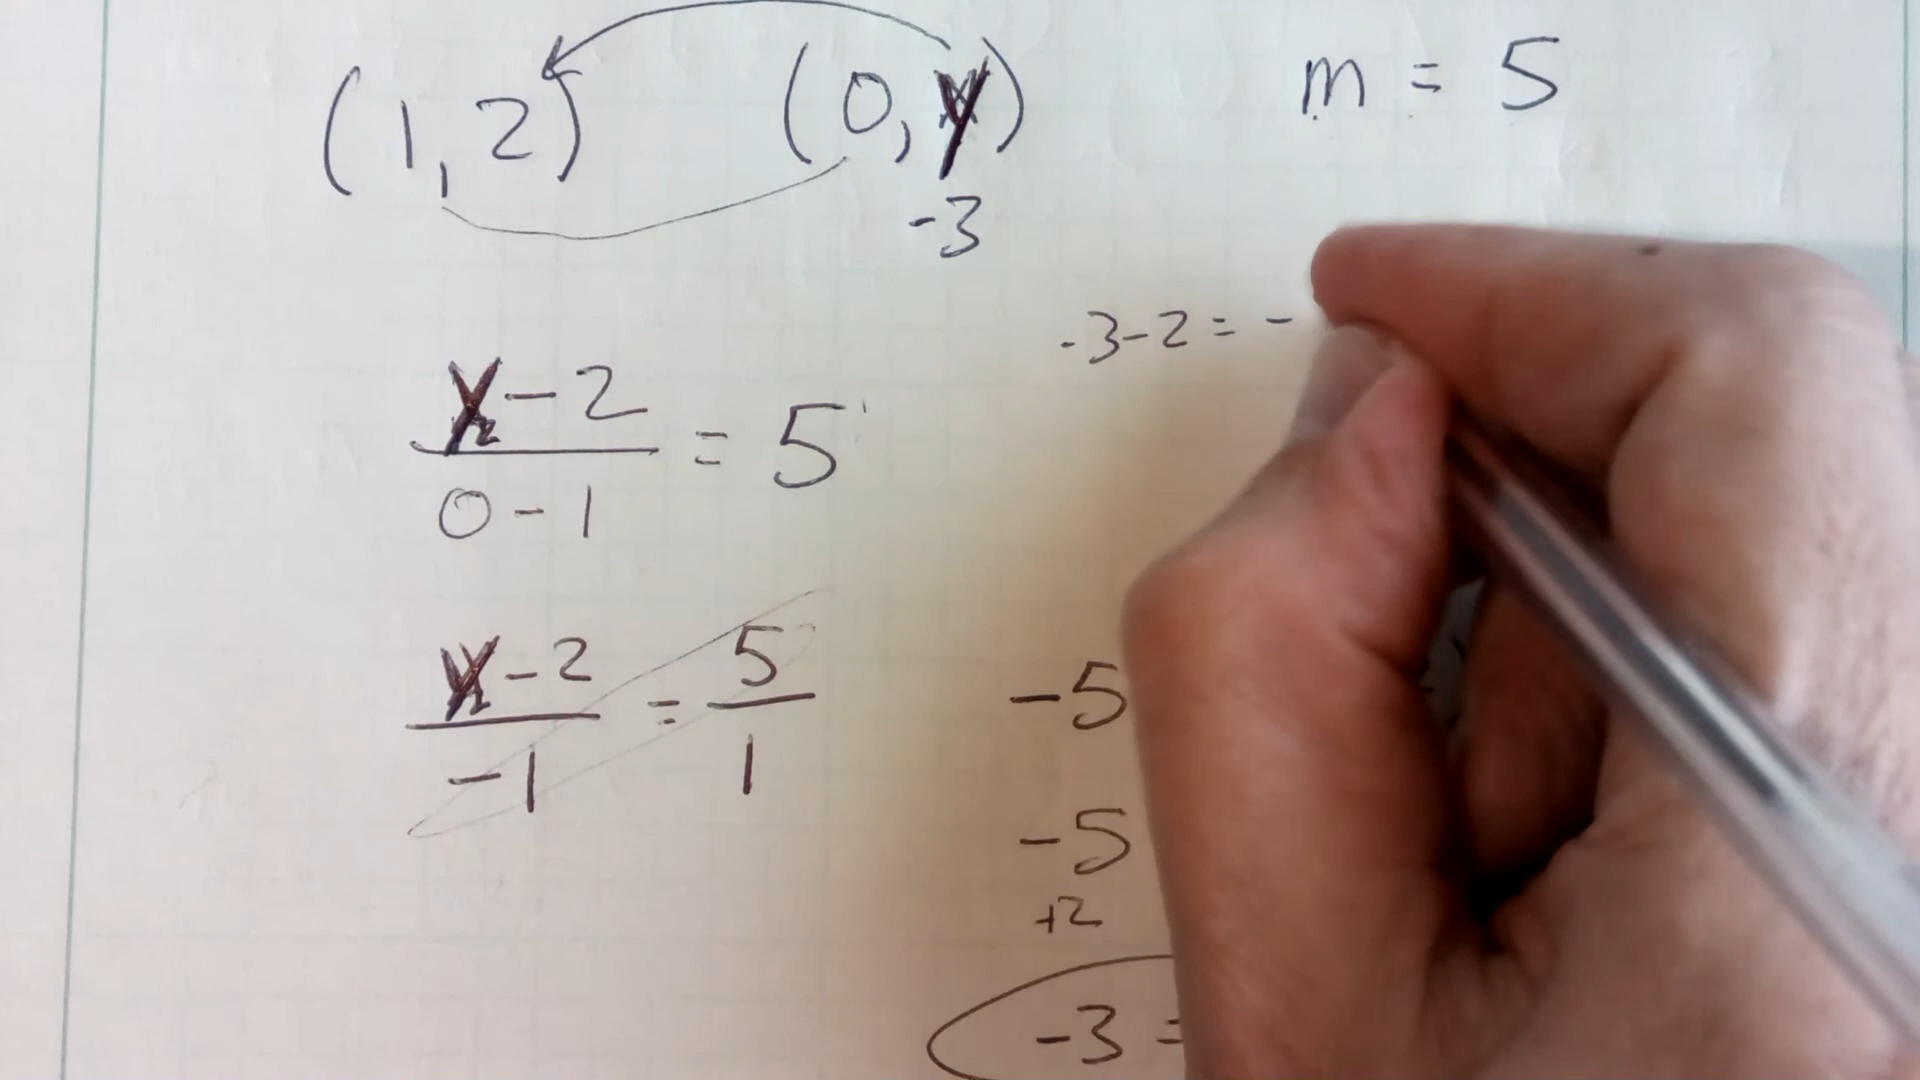 (1,2) (0,y) m = 5
-3
-3-2=-
y-2 = 5
0-1
y-2 = 5
-1 1
-5
-5
+2
-3 =